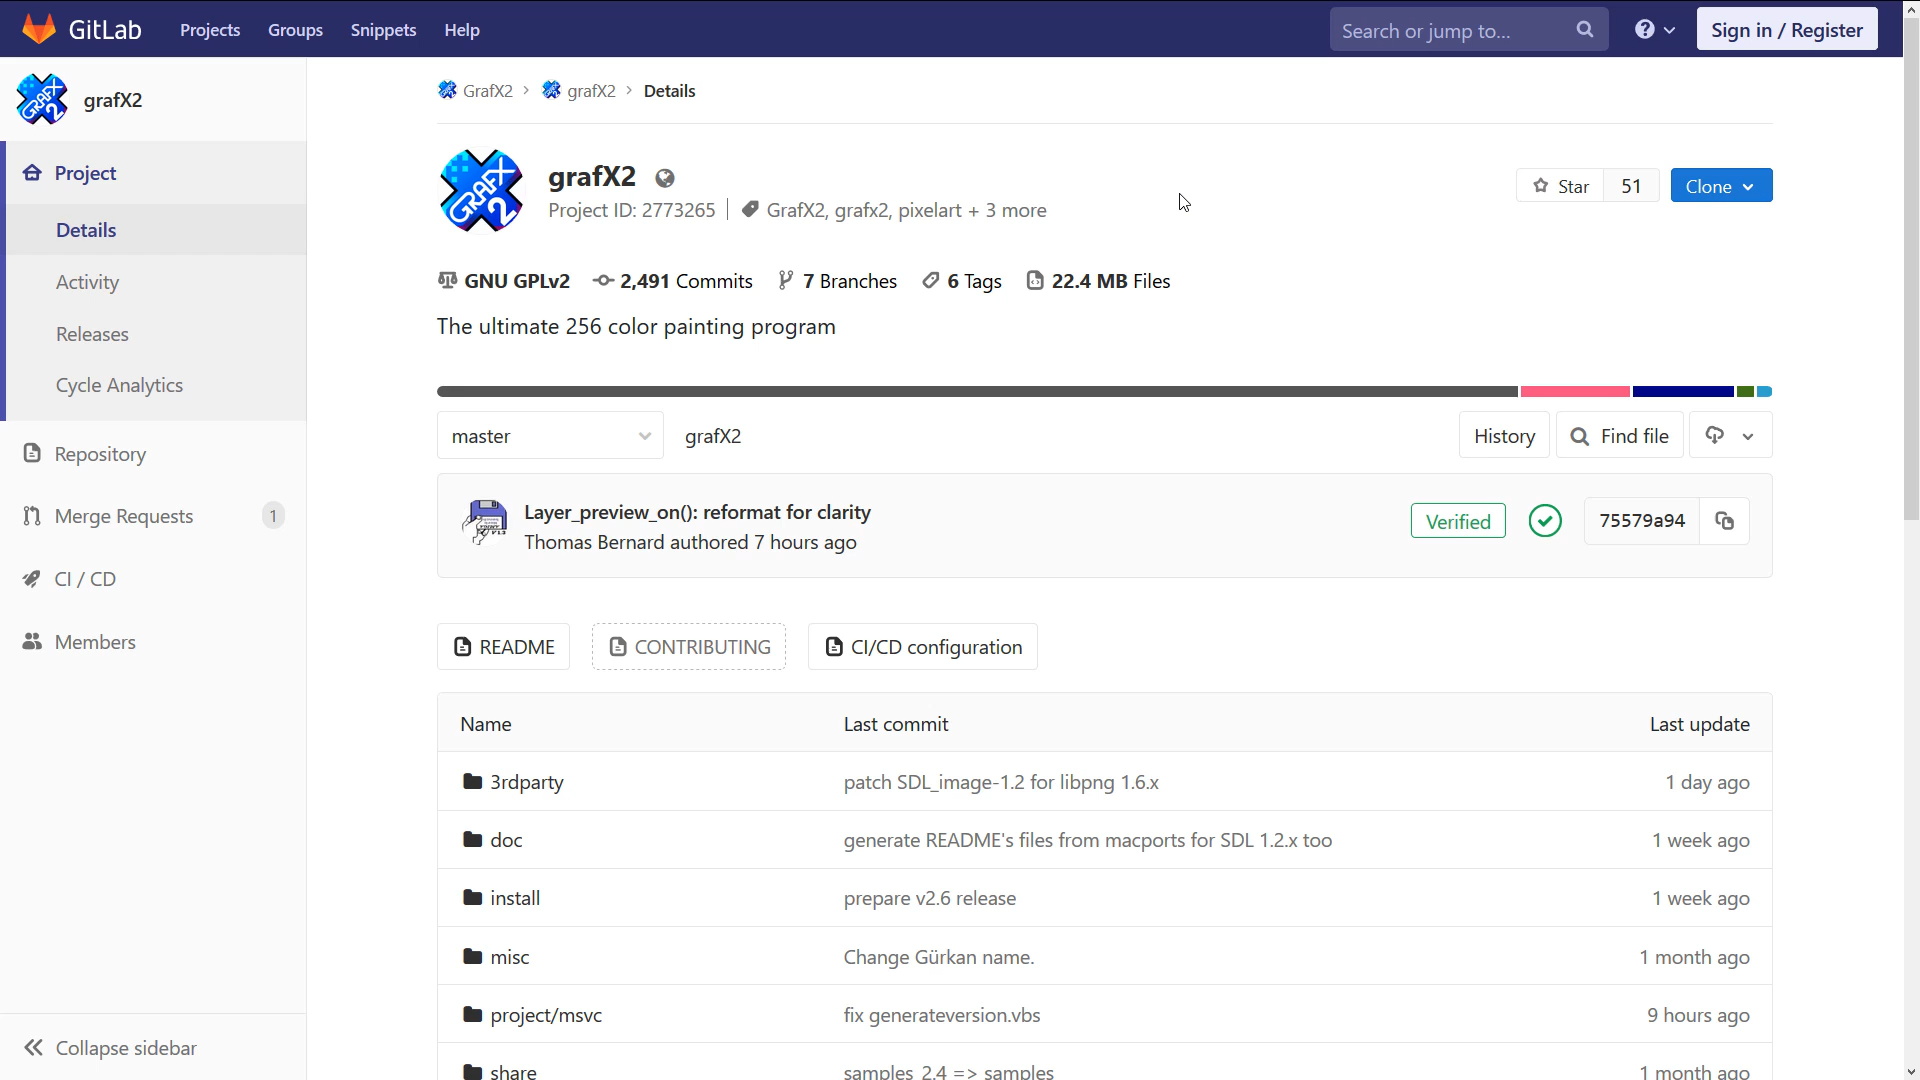 GitLab Projects Groups Snippets Help Search or jump to... Sign in / Register
grafX2
Project
Details
Activity
Releases
Cycle Analytics
Repository
Merge Requests 1
CI / CD
Members
Collapse sidebar
GrafX2 > grafX2 > Details
GRAFX2
grafX2
Project ID: 2773265 GrafX2, grafx2, pixelart + 3 more
Star 51 Clone
GNU GPLv2 2,491 Commits 7 Branches 6 Tags 22.4 MB Files
The ultimate 256 color painting program
master grafX2 History Find file
Layer_preview_on(): reformat for clarity
Thomas Bernard authored 7 hours ago
Verified 75579a94
README CONTRIBUTING CI/CD configuration
Name Last commit Last update
3rdparty patch SDL_image-1.2 for libpng 1.6.x 1 day ago
doc generate README's files from macports for SDL 1.2.x too 1 week ago
install prepare v2.6 release 1 week ago
misc Change Gürkan name. 1 month ago
project/msvc fix generateversion.vbs 9 hours ago
share samples 2.4 => samples 1 month ago